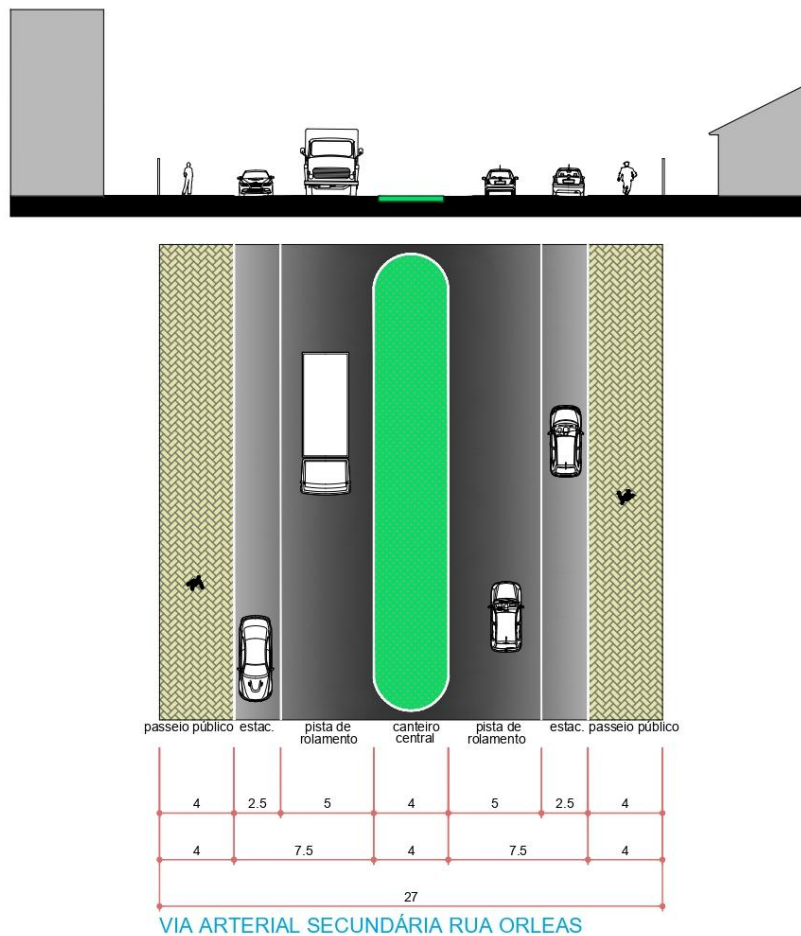 passeio público estac. pista de rolamento canteiro central pista de rolamento estac. passeio público
4 2.5 5 4 5 2.5 4
4 7.5 4 7.5 4
27
VIA ARTERIAL SECUNDÁRIA RUA ORLEAS